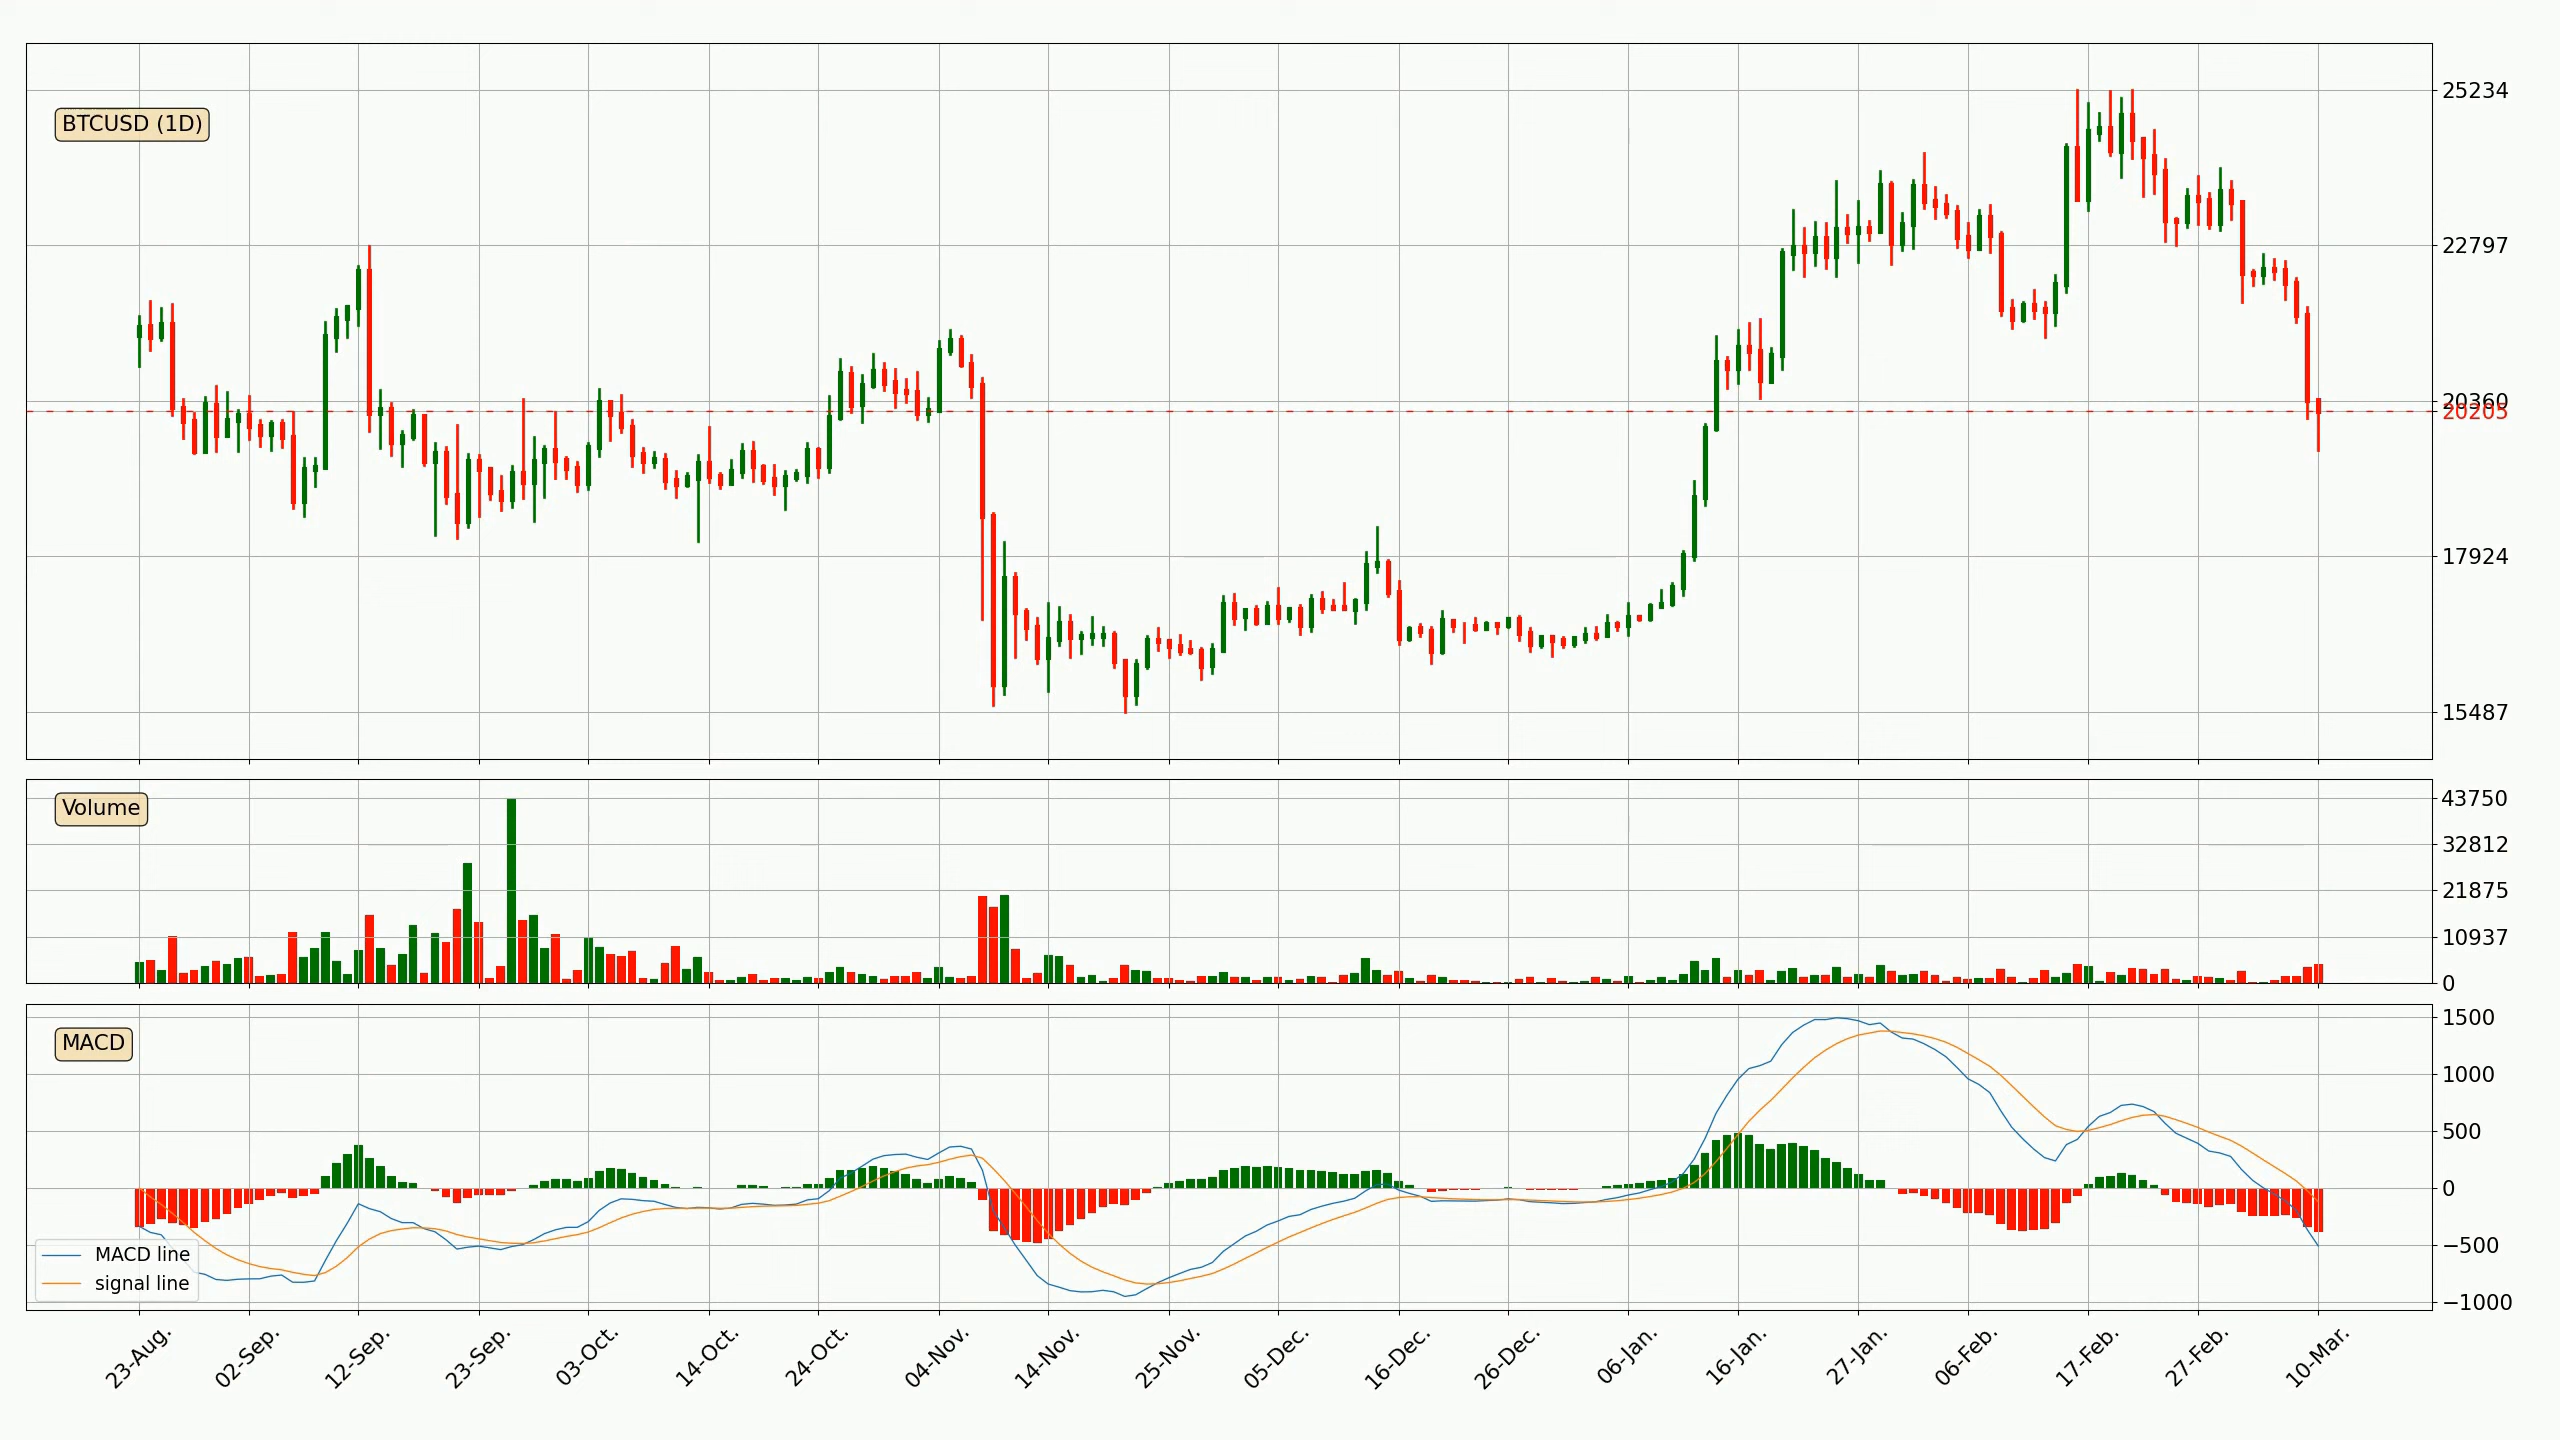 BTCUSD (1D)
25234
22797
20360
20205
17924
15487
Volume
43750
32812
21875
10937
0
MACD
1500
1000
500
0
−500
−1000
MACD line
signal line
23-Aug.
02-Sep.
12-Sep.
23-Sep.
03-Oct.
14-Oct.
24-Oct.
04-Nov.
14-Nov.
25-Nov.
05-Dec.
16-Dec.
26-Dec.
06-Jan.
16-Jan.
27-Jan.
06-Feb.
17-Feb.
27-Feb.
10-Mar.